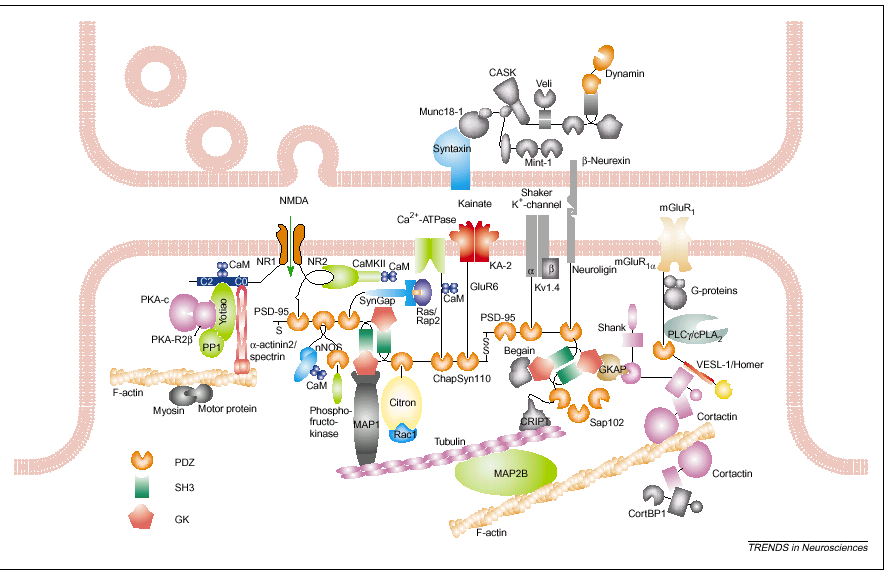 CASK
Veli
Dynamin
Munc18-1
Syntaxin
Mint-1
β-Neurexin
NMDA
Kainate
Shaker
K+-channel
Ca2+-ATPase
mGluR1
NR1
NR2
CaMKII
CaM
KA-2
mGluR1α
CaM
C2
C0
α
β
Neuroligin
GluR6
Kv1.4
G-proteins
SynGap
CaM
Ras/
Rap2
PKA-c
Yotiao
PSD-95
S
PSD-95
S
S
Shank
PLCγ/cPLA2
PKA-R2β
PP1
α-actinin2/
spectrin
nNOS
Begain
GKAP
VESL-1/Homer
CaM
ChapSyn110
F-actin
Myosin
Motor protein
Phospho-
fructo-
kinase
MAP1
Citron
Rac1
CRIPT
Sap102
Cortactin
Tubulin
PDZ
SH3
GK
MAP2B
Cortactin
CortBP1
F-actin
TRENDS in Neurosciences